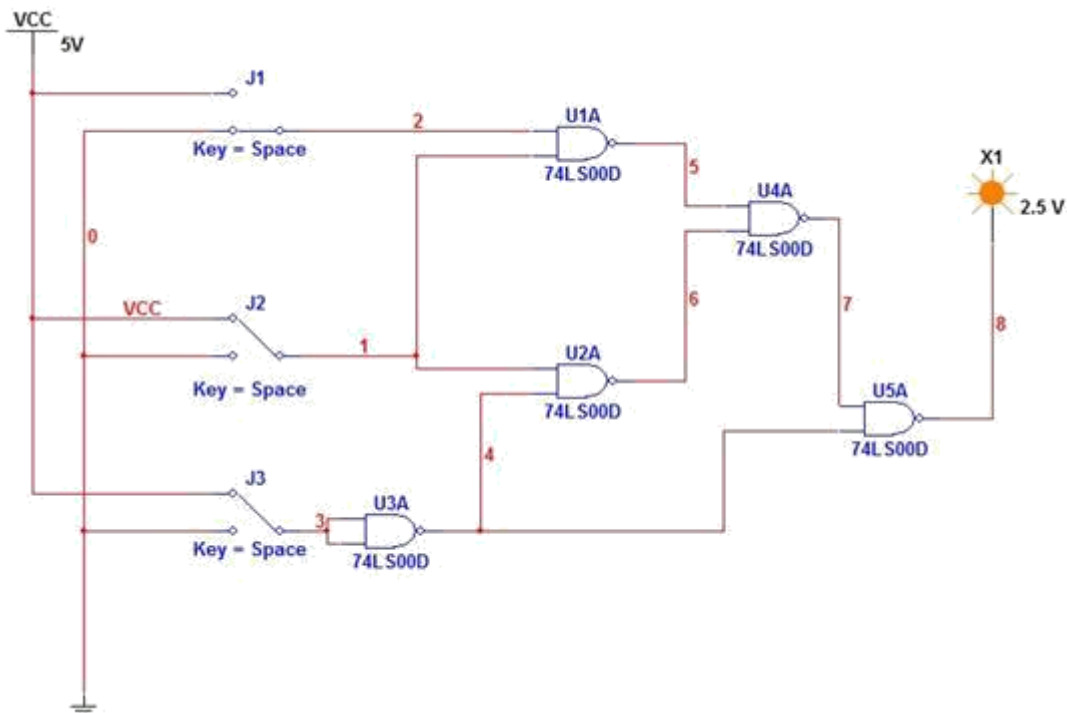 VCC
5V
J1
2
Key = Space
U1A
74LS00D
5
X1
2.5 V
U4A
74LS00D
0
VCC
J2
1
Key = Space
6
7
8
U2A
74LS00D
U5A
74LS00D
4
J3
3
Key = Space
U3A
74LS00D